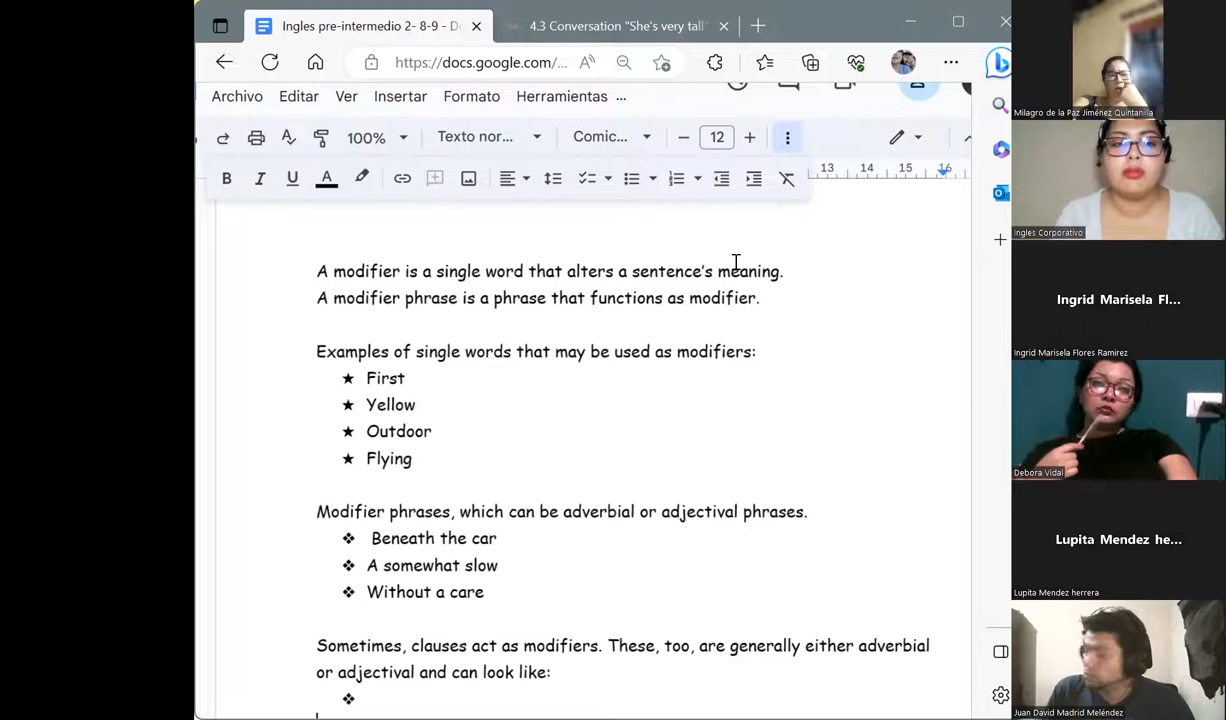 Ingles pre-intermedio 2- 8-9 - Do
4.3 Conversation "She's very tall"
https://docs.google.com/...
Archivo Editar Ver Insertar Formato Herramientas ...
100% Texto nor... Comic... 12
13 14 15 16
A modifier is a single word that alters a sentence's meaning.
A modifier phrase is a phrase that functions as modifier.
Examples of single words that may be used as modifiers:
★ First
★ Yellow
★ Outdoor
★ Flying
Modifier phrases, which can be adverbial or adjectival phrases.
❖ Beneath the car
❖ A somewhat slow
❖ Without a care
Sometimes, clauses act as modifiers. These, too, are generally either adverbial
or adjectival and can look like:
❖
Milagro de la Paz Jiménez Quintanilla
Ingles Corporativo
Ingrid Marisela Fl...
Ingrid Marisela Flores Ramirez
Debora Vidal
Lupita Mendez he...
Lupita Mendez herrera
Juan David Madrid Meléndez